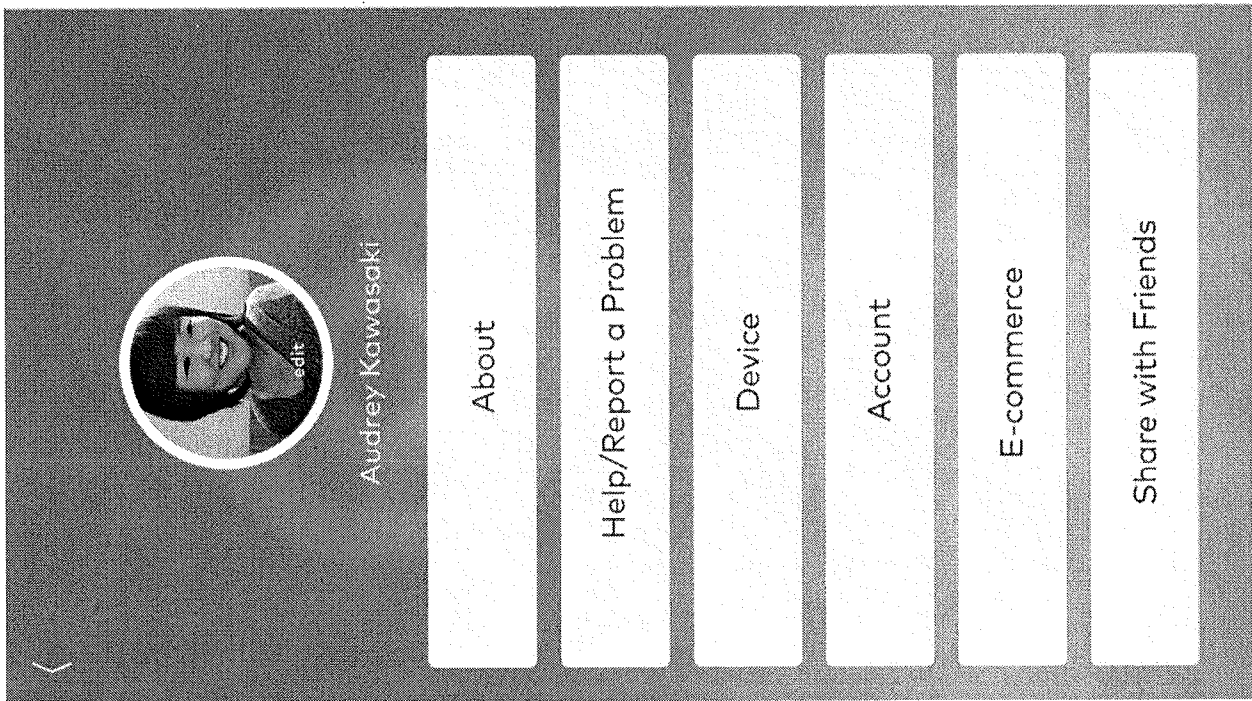 edit
Audrey Kawasaki
About
Help/Report a Problem
Device
Account
E-commerce
Share with Friends